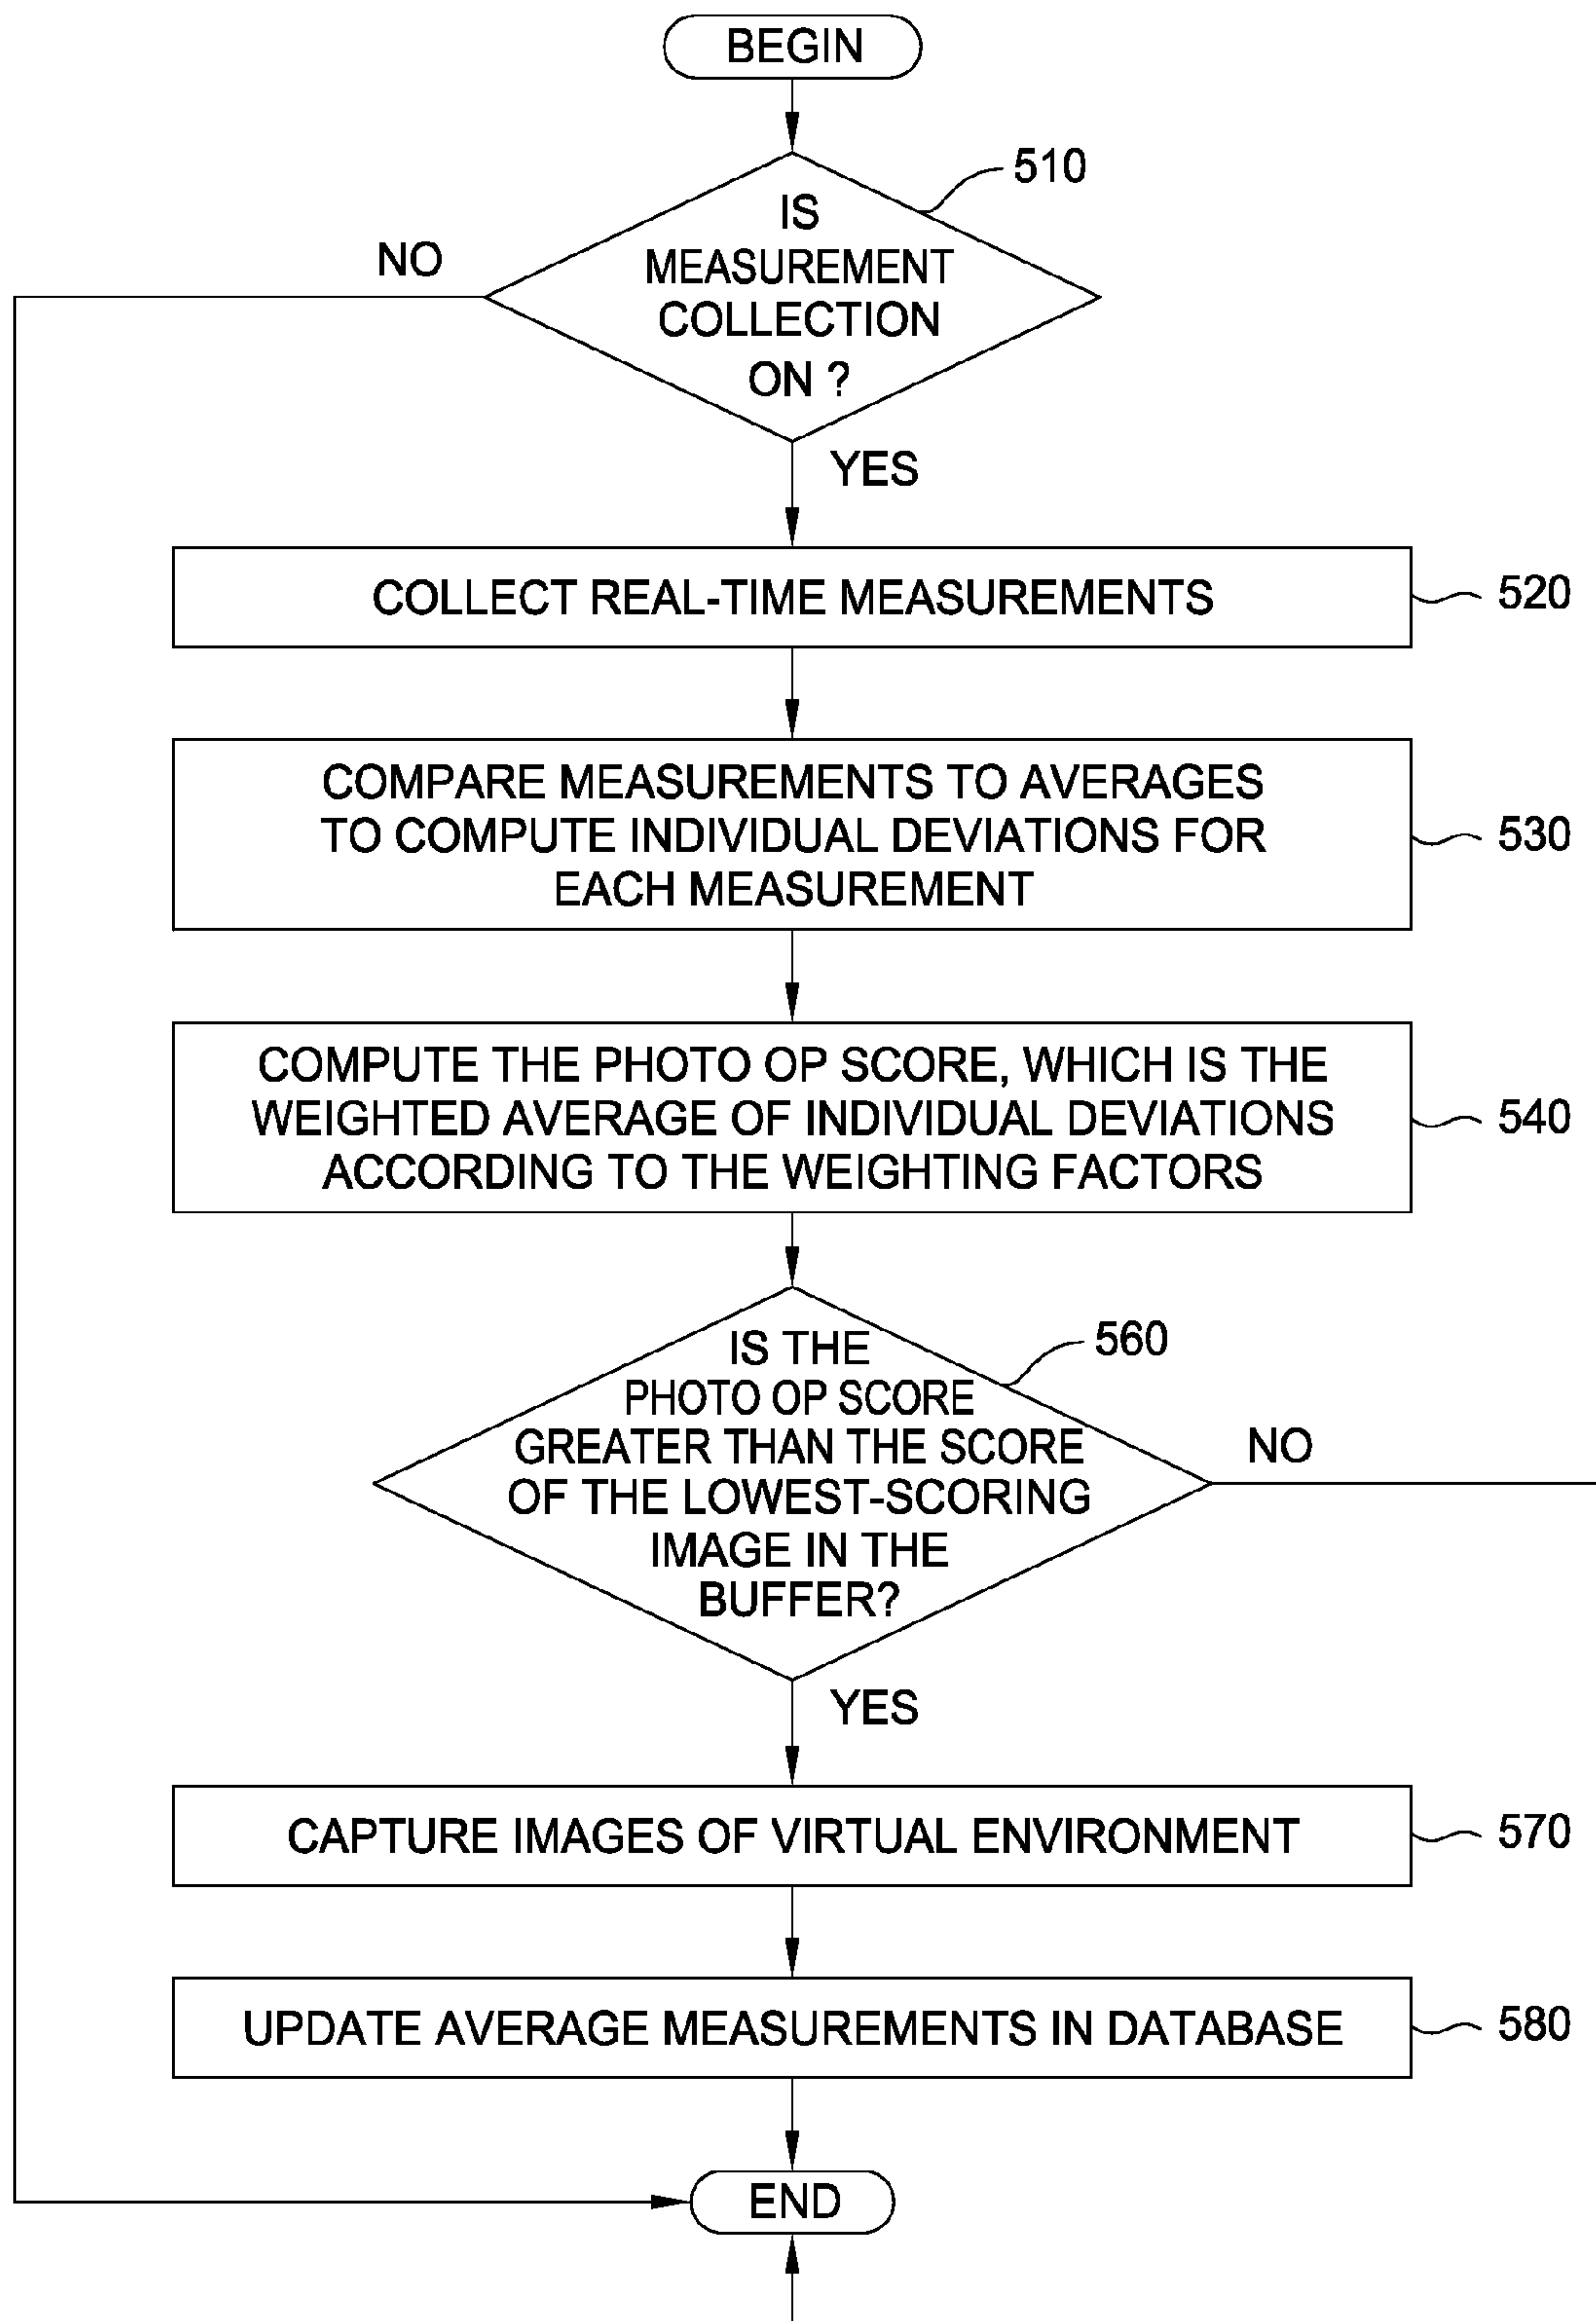 BEGIN
510
IS
MEASUREMENT
COLLECTION
ON ?
NO
YES
COLLECT REAL-TIME MEASUREMENTS
520
COMPARE MEASUREMENTS TO AVERAGES
TO COMPUTE INDIVIDUAL DEVIATIONS FOR
EACH MEASUREMENT
530
COMPUTE THE PHOTO OP SCORE, WHICH IS THE
WEIGHTED AVERAGE OF INDIVIDUAL DEVIATIONS
ACCORDING TO THE WEIGHTING FACTORS
540
560
IS THE
PHOTO OP SCORE
GREATER THAN THE SCORE
OF THE LOWEST-SCORING
IMAGE IN THE
BUFFER?
NO
YES
CAPTURE IMAGES OF VIRTUAL ENVIRONMENT
570
UPDATE AVERAGE MEASUREMENTS IN DATABASE
580
END